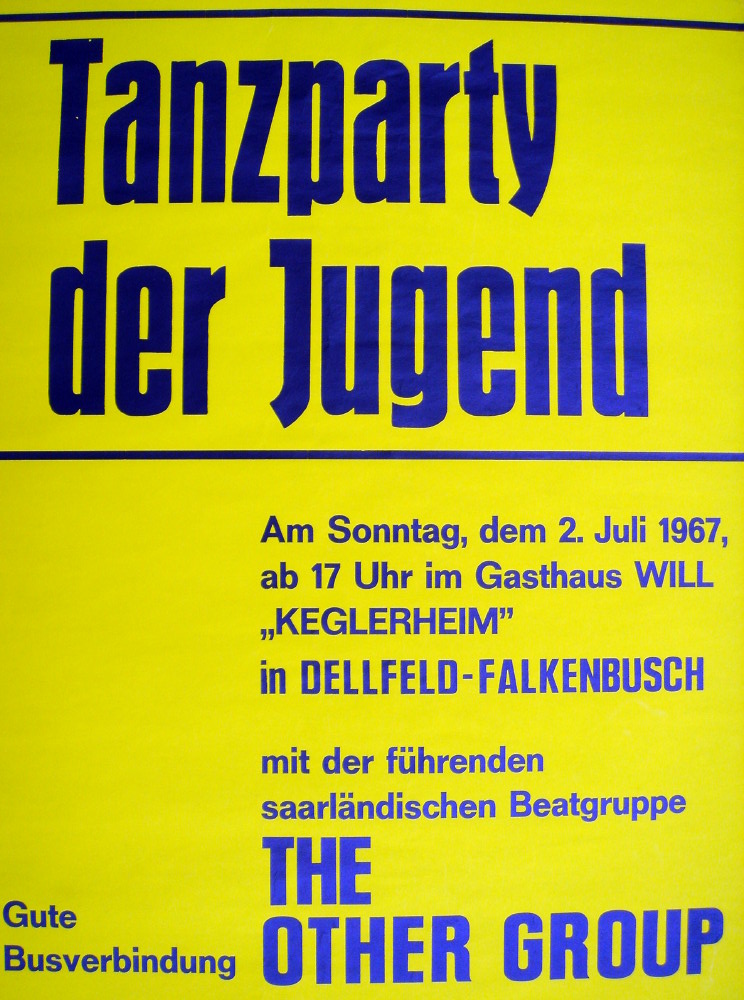 Tanzparty
der Jugend
Am Sonntag, dem 2. Juli 1967,
ab 17 Uhr im Gasthaus WILL
„KEGLERHEIM”
in DELLFELD-FALKENBUSCH
mit der führenden
saarländischen Beatgruppe
THE
OTHER GROUP
Gute
Busverbindung